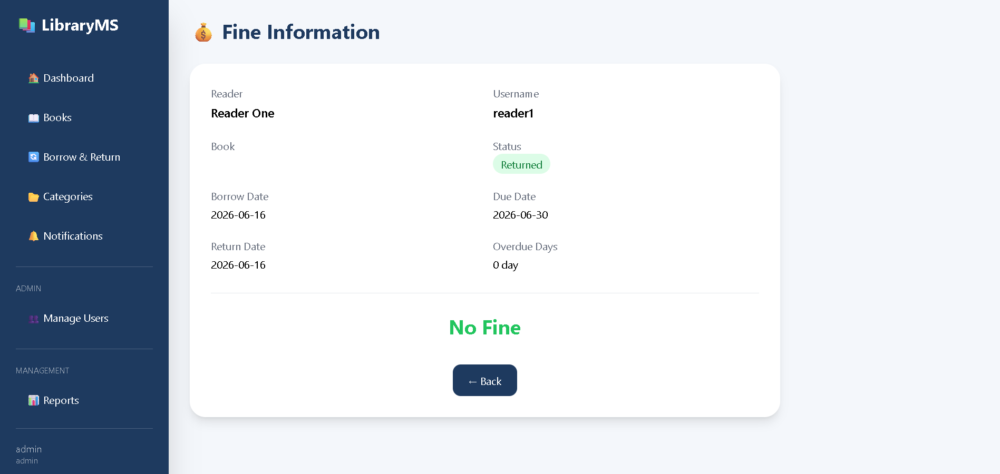 LibraryMS
Dashboard
Books
Borrow & Return
Categories
Notifications
ADMIN
Manage Users
MANAGEMENT
Reports
admin
admin
Fine Information
Reader
Reader One
Username
reader1
Book
Status
Returned
Borrow Date
2026-06-16
Due Date
2026-06-30
Return Date
2026-06-16
Overdue Days
0 day
No Fine
← Back